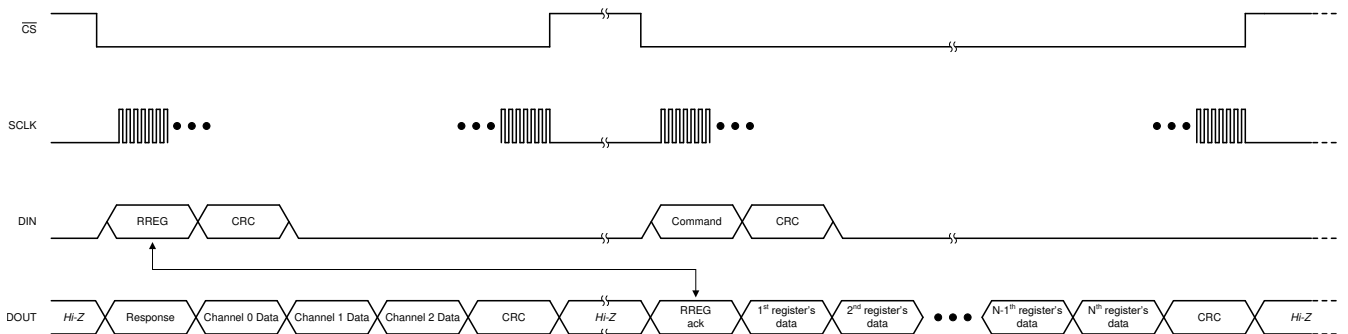 CS
SCLK
DIN
RREG
CRC
Command
CRC
DOUT
Hi-Z
Response
Channel 0 Data
Channel 1 Data
Channel 2 Data
CRC
Hi-Z
RREG
ack
1st register's
data
2nd register's
data
N-1th register's
data
Nth register's
data
CRC
Hi-Z